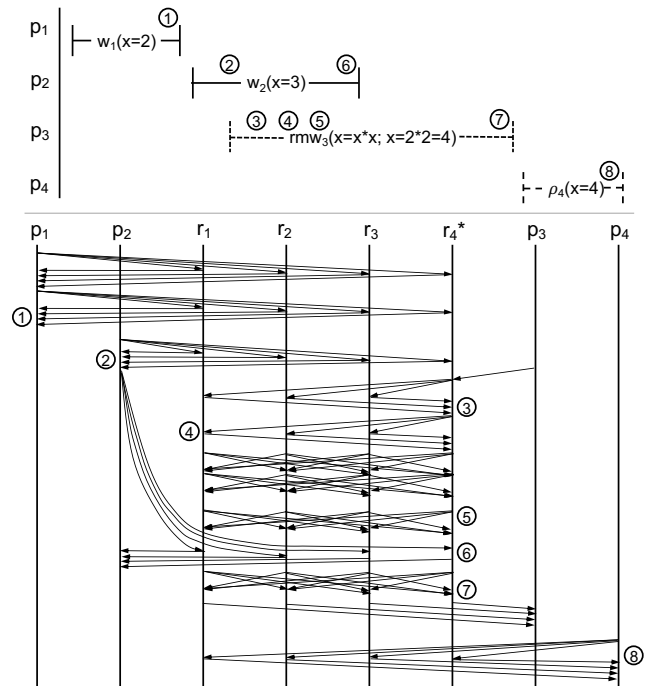 p1 ① w1(x=2)
p2 ② w2(x=3) ⑥
p3 ③ ④ ⑤ rmw3(x=x*x; x=2*2=4) ⑦
p4 ρ4(x=4) ⑧
p1 p2 r1 r2 r3 r4* p3 p4
①
②
③
④
⑤
⑥
⑦
⑧